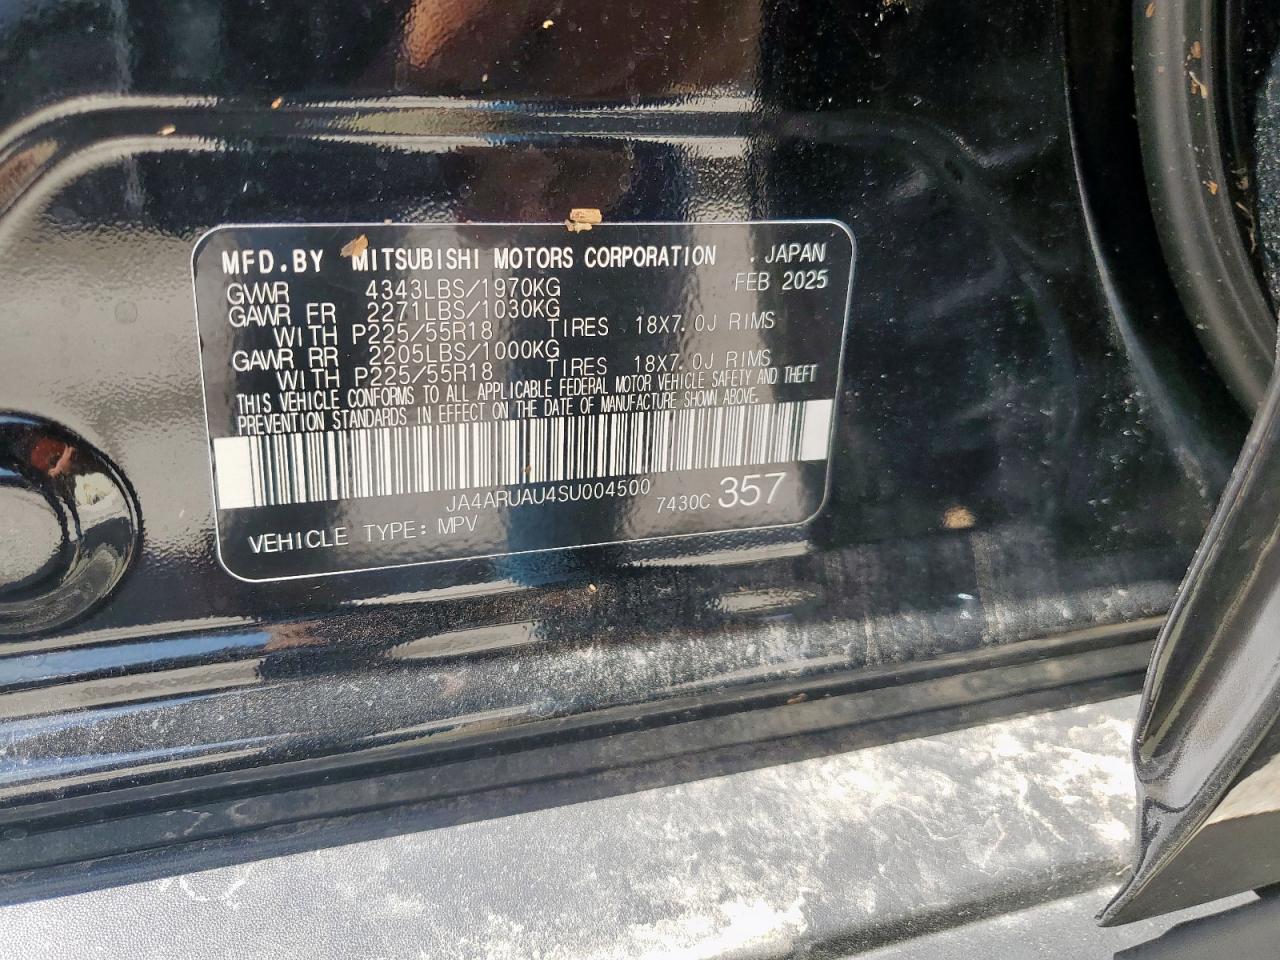 MFD.BY MITSUBISHI MOTORS CORPORATION . JAPAN
FEB 2025
GVWR 4343LBS/1970KG
GAWR FR 2271LBS/1030KG
WITH P225/55R18 TIRES 18X7.0J RIMS
GAWR RR 2205LBS/1000KG
WITH P225/55R18 TIRES 18X7.0J RIMS
THIS VEHICLE CONFORMS TO ALL APPLICABLE FEDERAL MOTOR VEHICLE SAFETY AND THEFT
PREVENTION STANDARDS IN EFFECT ON THE DATE OF MANUFACTURE SHOWN ABOVE.
JA4ARUAU4SU004500
7430C 357
VEHICLE TYPE: MPV